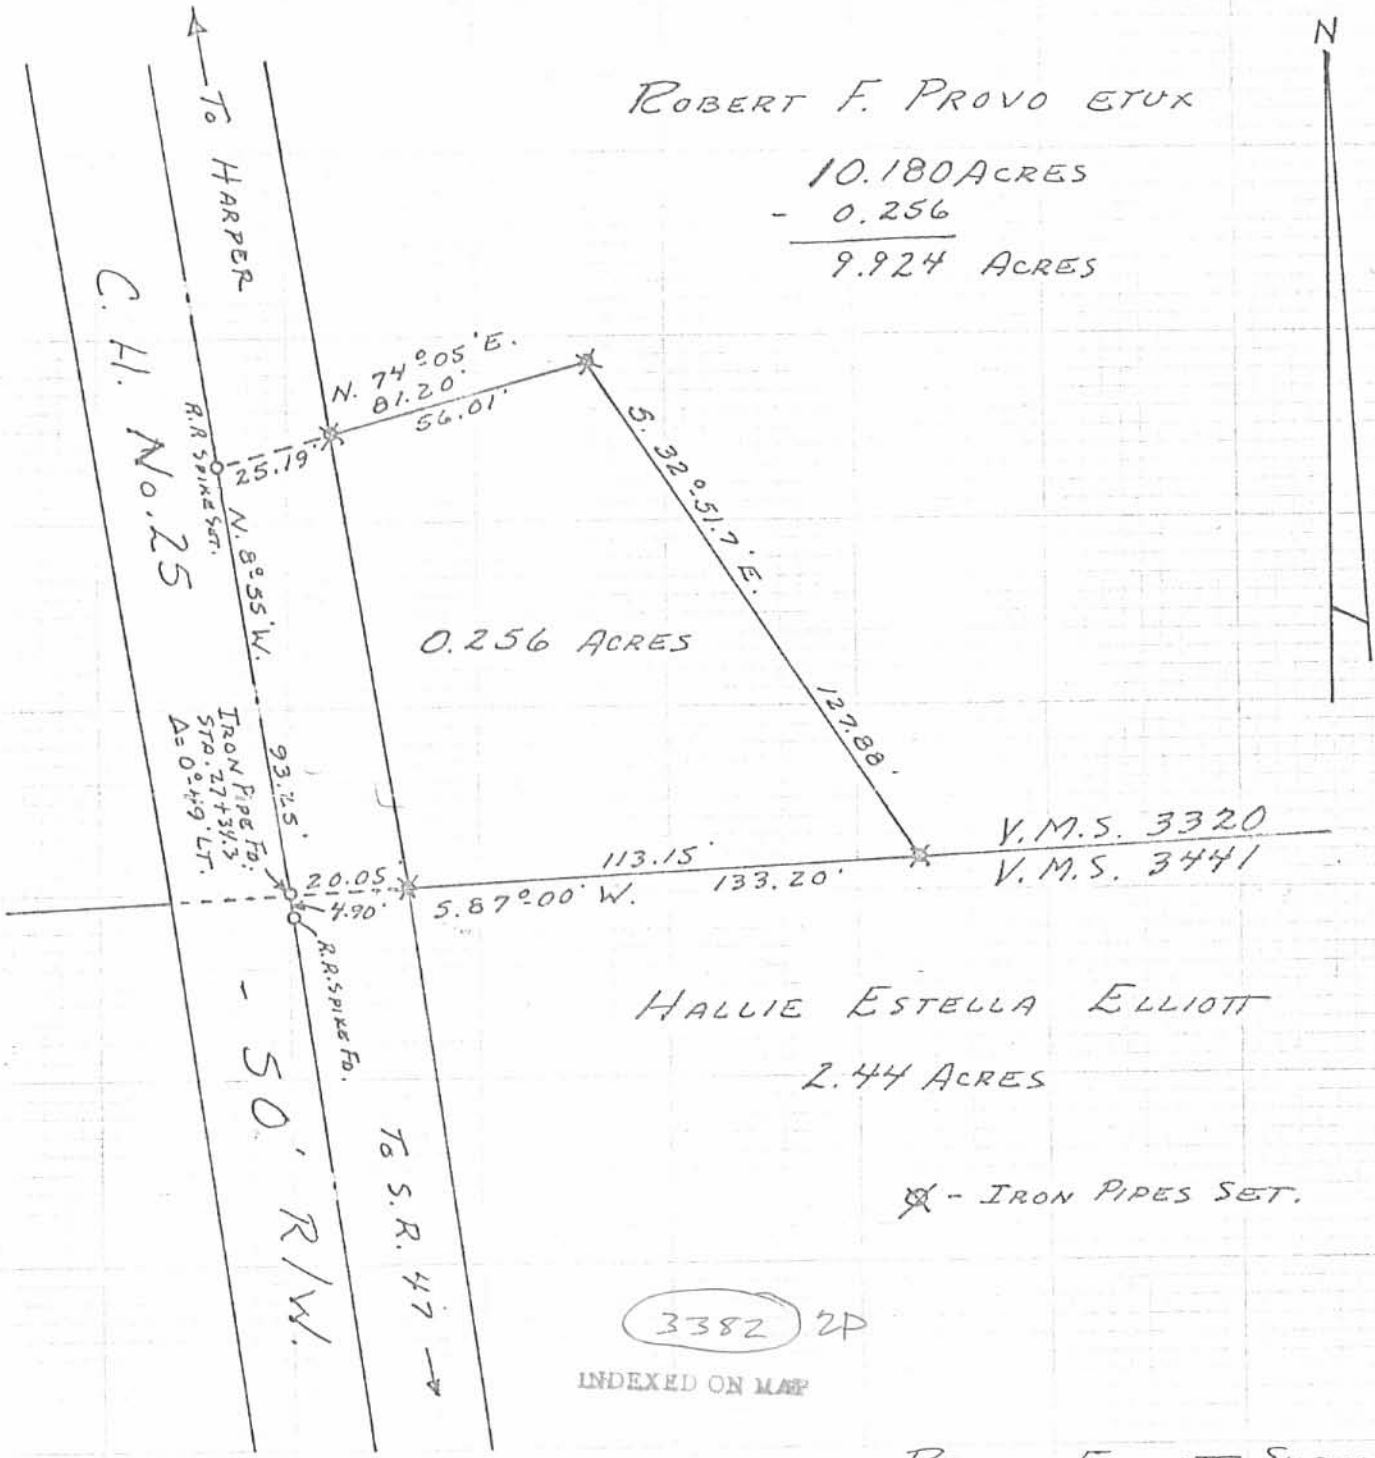 N
To HARPER
ROBERT F. PROVO ETUX
10.180 ACRES
- 0.256
9.924 ACRES
C. H. No. 25 - 50' R/W.
N. 74°05'E.
81.20'
56.01'
25.19'
R.R SPIKE SET.
N. 8°55'W.
93.25'
S. 32°51.7'E.
127.88'
0.256 ACRES
IRON PIPE FD.
STA. 27+34.3
Δ= 0°49' LT.
20.05'
4.90'
113.15'
133.20'
S. 87°00' W.
V.M.S. 3320
V.M.S. 3441
R.R. SPIKE FD.
HALLIE ESTELLA ELLIOTT
2.44 ACRES
To S.R. 47
- IRON PIPES SET.
3382 2P
INDEXED ON MAP